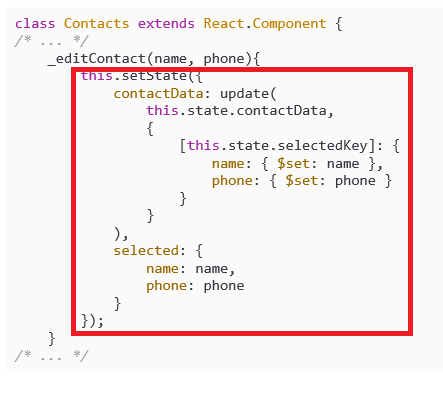 class Contacts extends React.Component {
/* ... */
    _editContact(name, phone){
        this.setState({
            contactData: update(
                this.state.contactData,
                {
                    [this.state.selectedKey]: {
                        name: { $set: name },
                        phone: { $set: phone }
                    }
                }
            ),
            selected: {
                name: name,
                phone: phone
            }
        });
    }
/* ... */